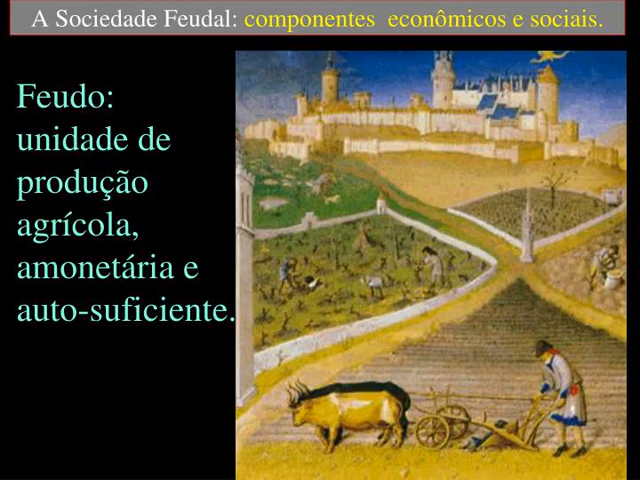 A Sociedade Feudal: componentes  econômicos e sociais.
Feudo:
unidade de
produção
agrícola,
amonetária e
auto-suficiente.